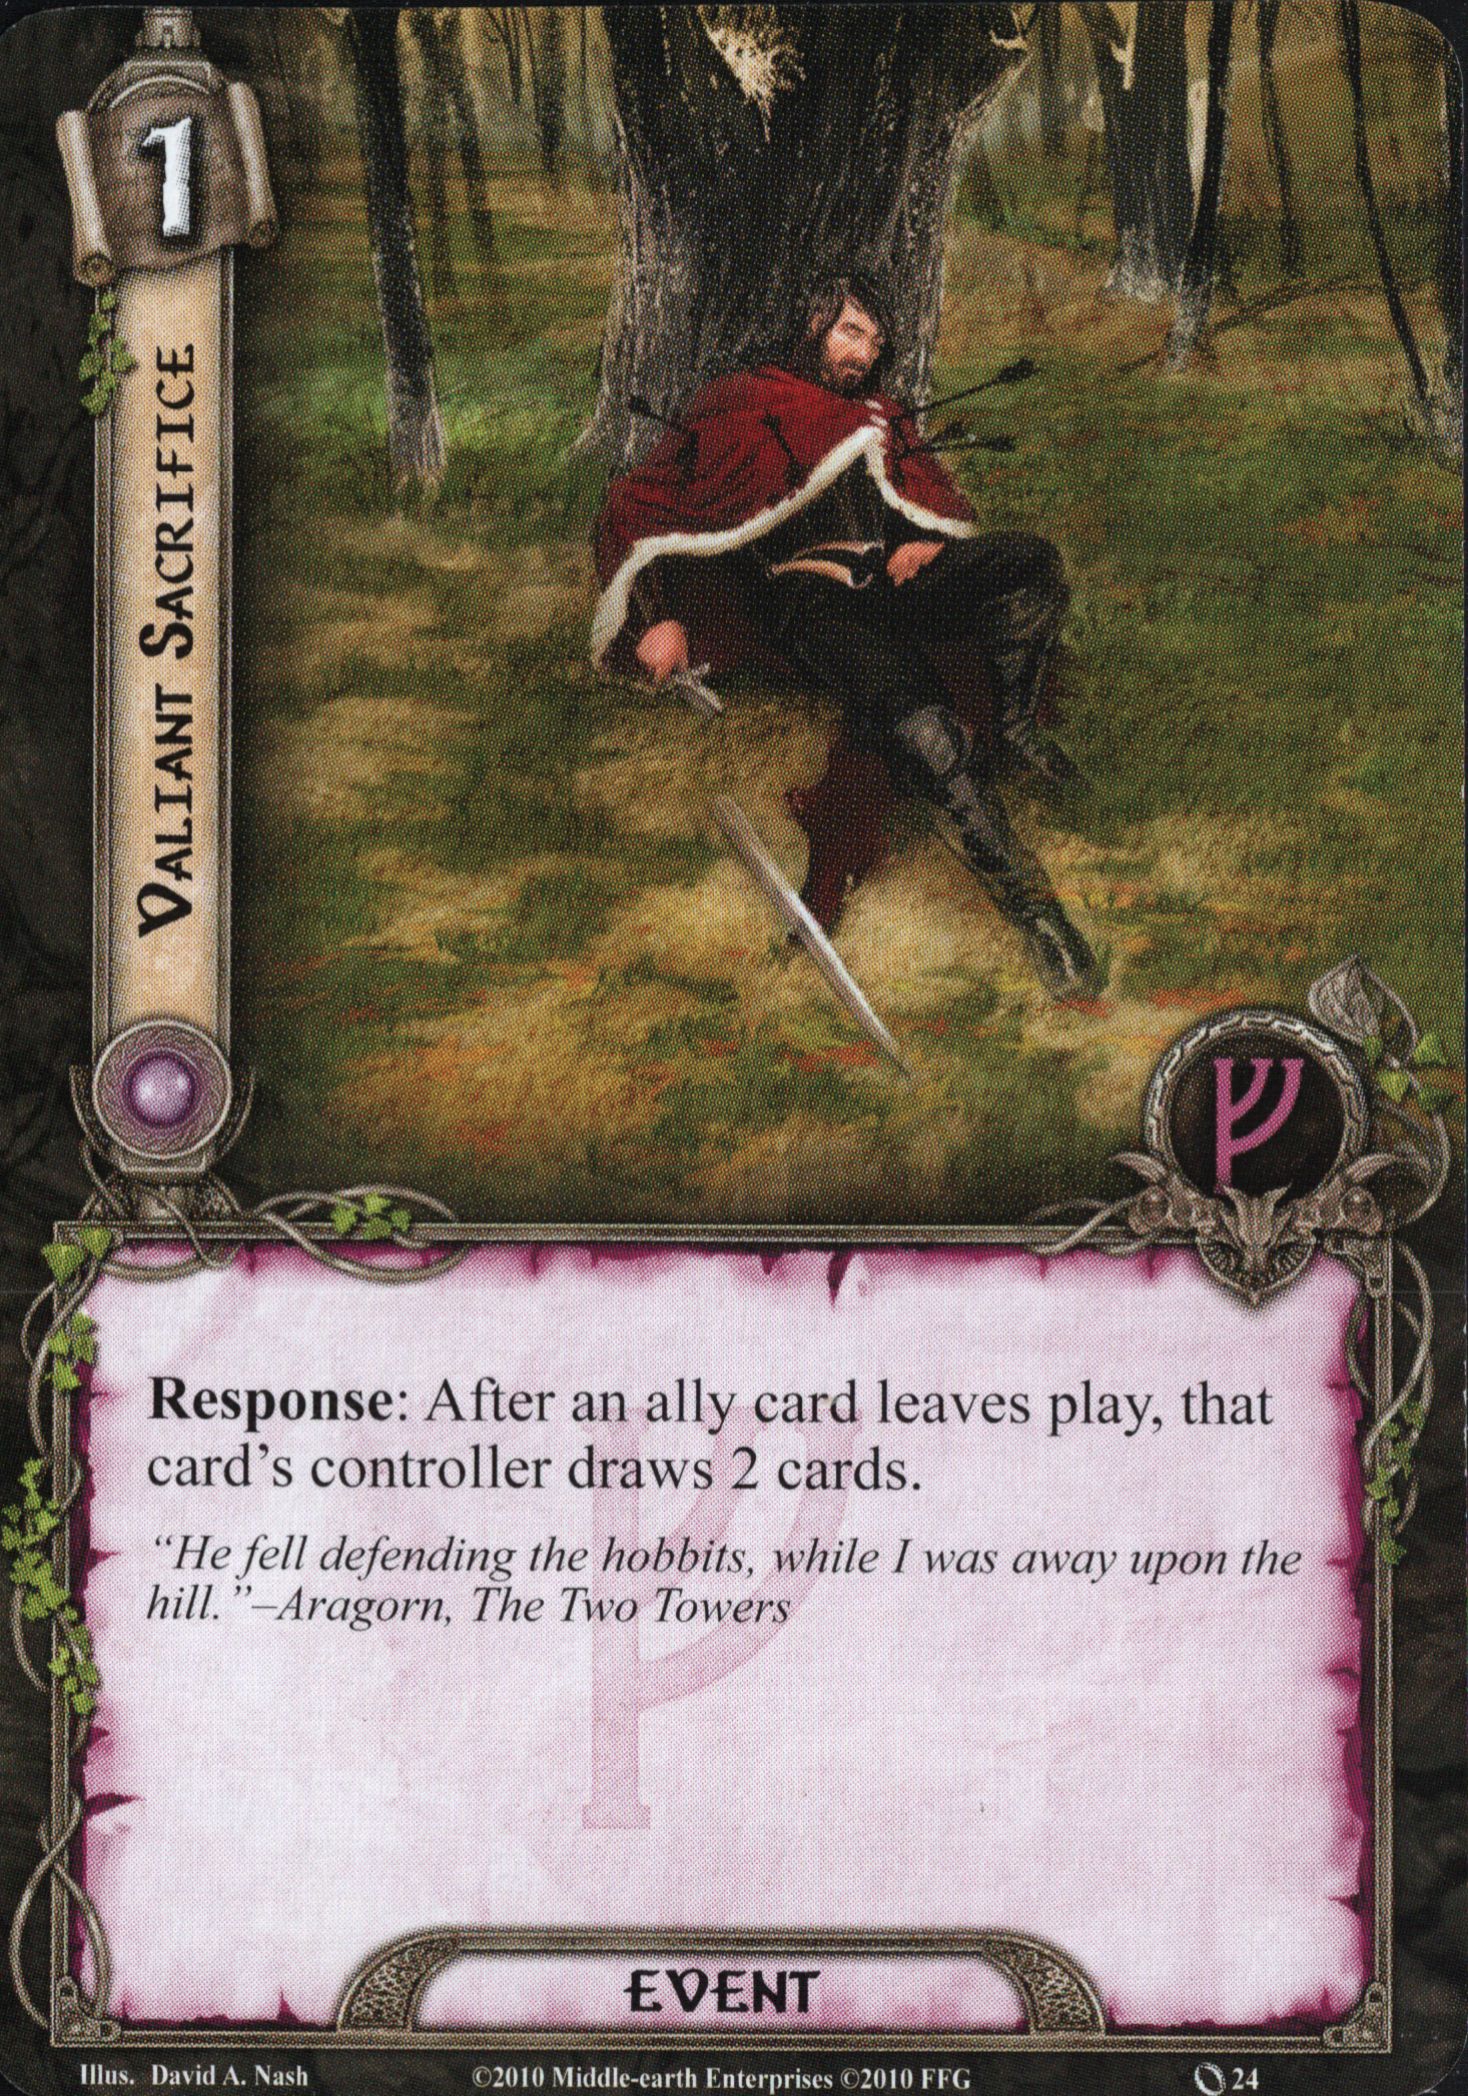 1
VALIANT SACRIFICE
Response: After an ally card leaves play, that
card’s controller draws 2 cards.
“He fell defending the hobbits, while I was away upon the
hill.”–Aragorn, The Two Towers
EVENT
Illus. David A. Nash
©2010 Middle-earth Enterprises ©2010 FFG
24